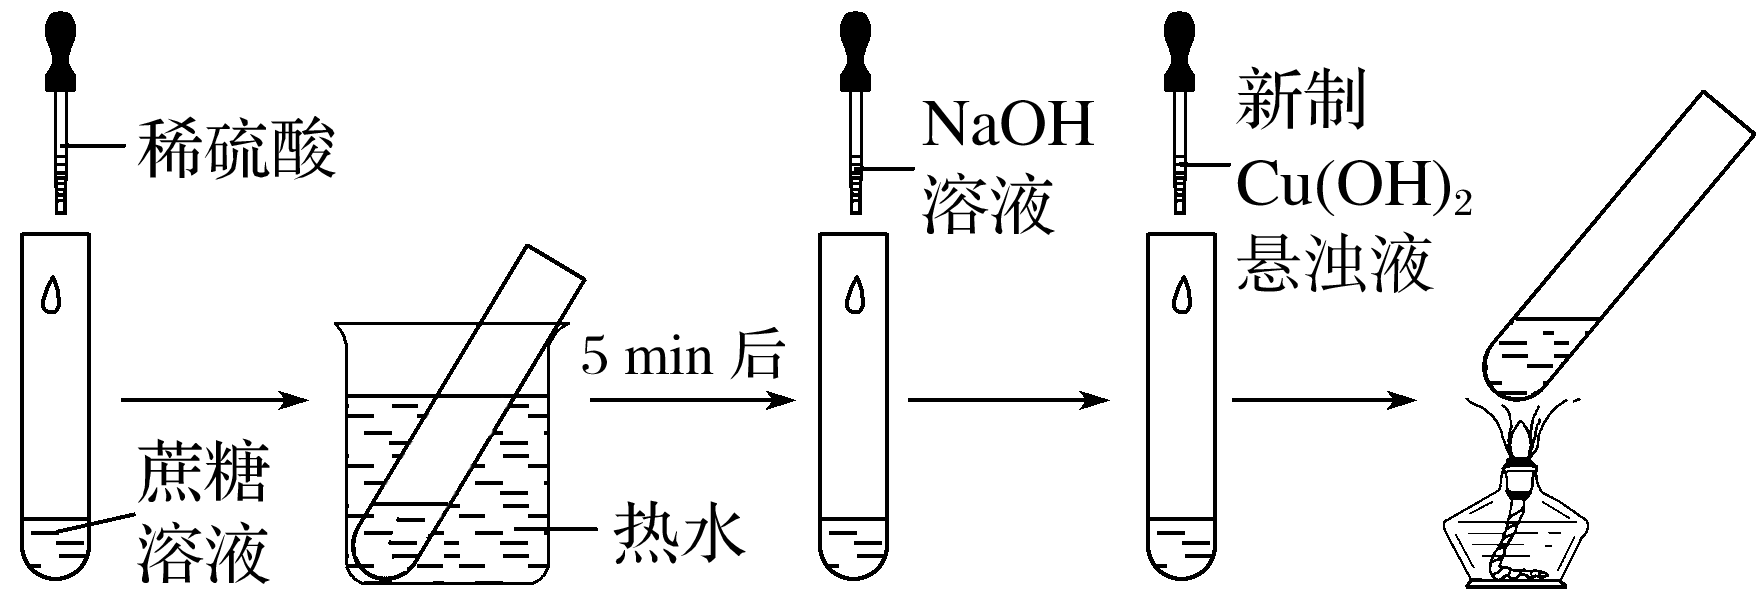 稀硫酸
蔗糖
溶液
热水
5 min 后
NaOH
溶液
新制
Cu(OH)₂
悬浊液